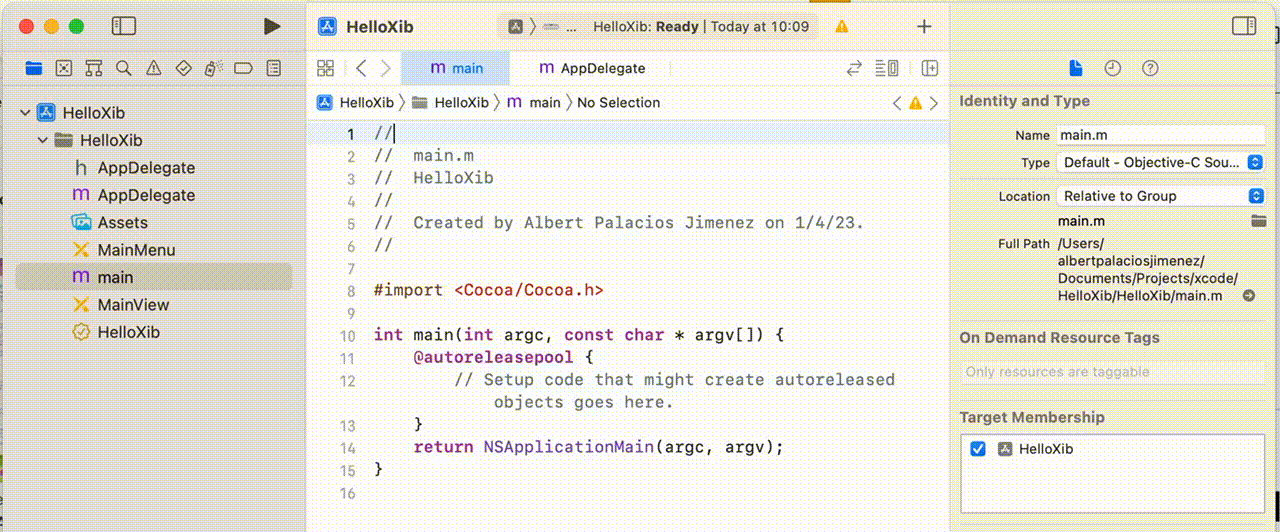 HelloXib
HelloXib: Ready | Today at 10:09
main
AppDelegate
HelloXib
HelloXib
AppDelegate
AppDelegate
Assets
MainMenu
main
MainView
HelloXib
HelloXib
HelloXib
main
No Selection
1 //
2 //  main.m
3 //  HelloXib
4 //
5 //  Created by Albert Palacios Jimenez on 1/4/23.
6 //
7
8 #import <Cocoa/Cocoa.h>
9
10 int main(int argc, const char * argv[]) {
11     @autoreleasepool {
12         // Setup code that might create autoreleased
objects goes here.
13     }
14     return NSApplicationMain(argc, argv);
15 }
16
Identity and Type
Name main.m
Type Default - Objective-C Sou...
Location Relative to Group
main.m
Full Path /Users/
albertpalaciosjimenez/
Documents/Projects/xcode/
HelloXib/HelloXib/main.m
On Demand Resource Tags
Only resources are taggable
Target Membership
HelloXib